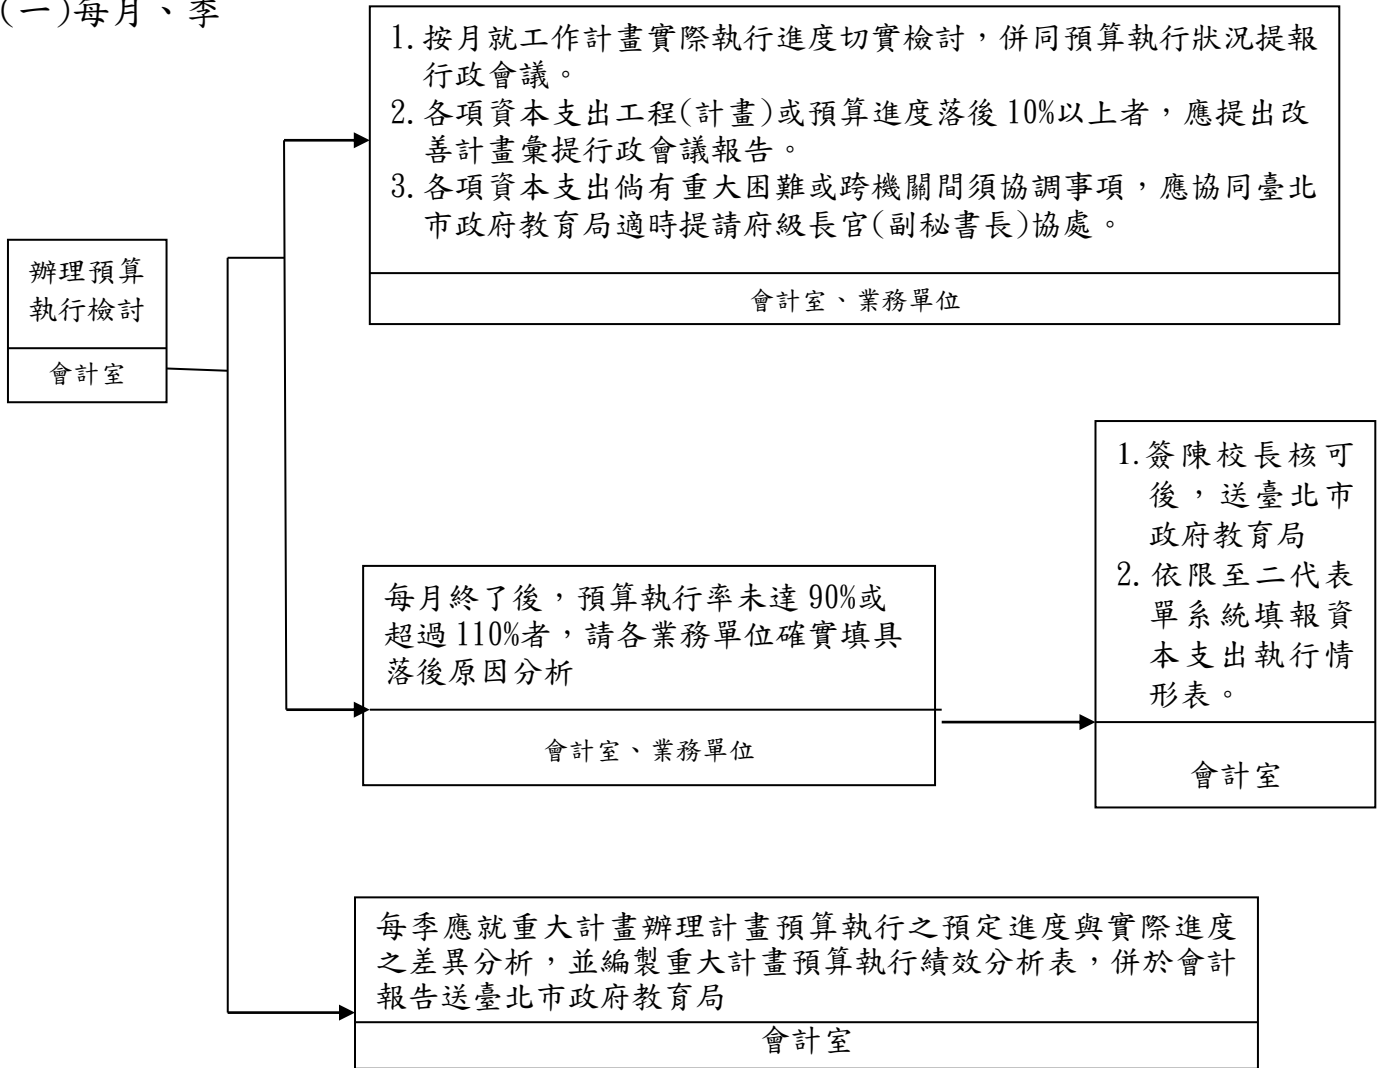 (一)每月、季
1.按月就工作計畫實際執行進度切實檢討，併同預算執行狀況提報
行政會議。
2.各項資本支出工程(計畫)或預算進度落後10%以上者，應提出改
善計畫彙提行政會議報告。
3.各項資本支出倘有重大困難或跨機關間須協調事項，應協同臺北
市政府教育局適時提請府級長官(副秘書長)協處。
會計室、業務單位
辦理預算
執行檢討
會計室
每月終了後，預算執行率未達90%或
超過110%者，請各業務單位確實填具
落後原因分析
會計室、業務單位
1.簽陳校長核可
後，送臺北市
政府教育局
2.依限至二代表
單系統填報資
本支出執行情
形表。
會計室
每季應就重大計畫辦理計畫預算執行之預定進度與實際進度
之差異分析，並編製重大計畫預算執行績效分析表，併於會計
報告送臺北市政府教育局
會計室